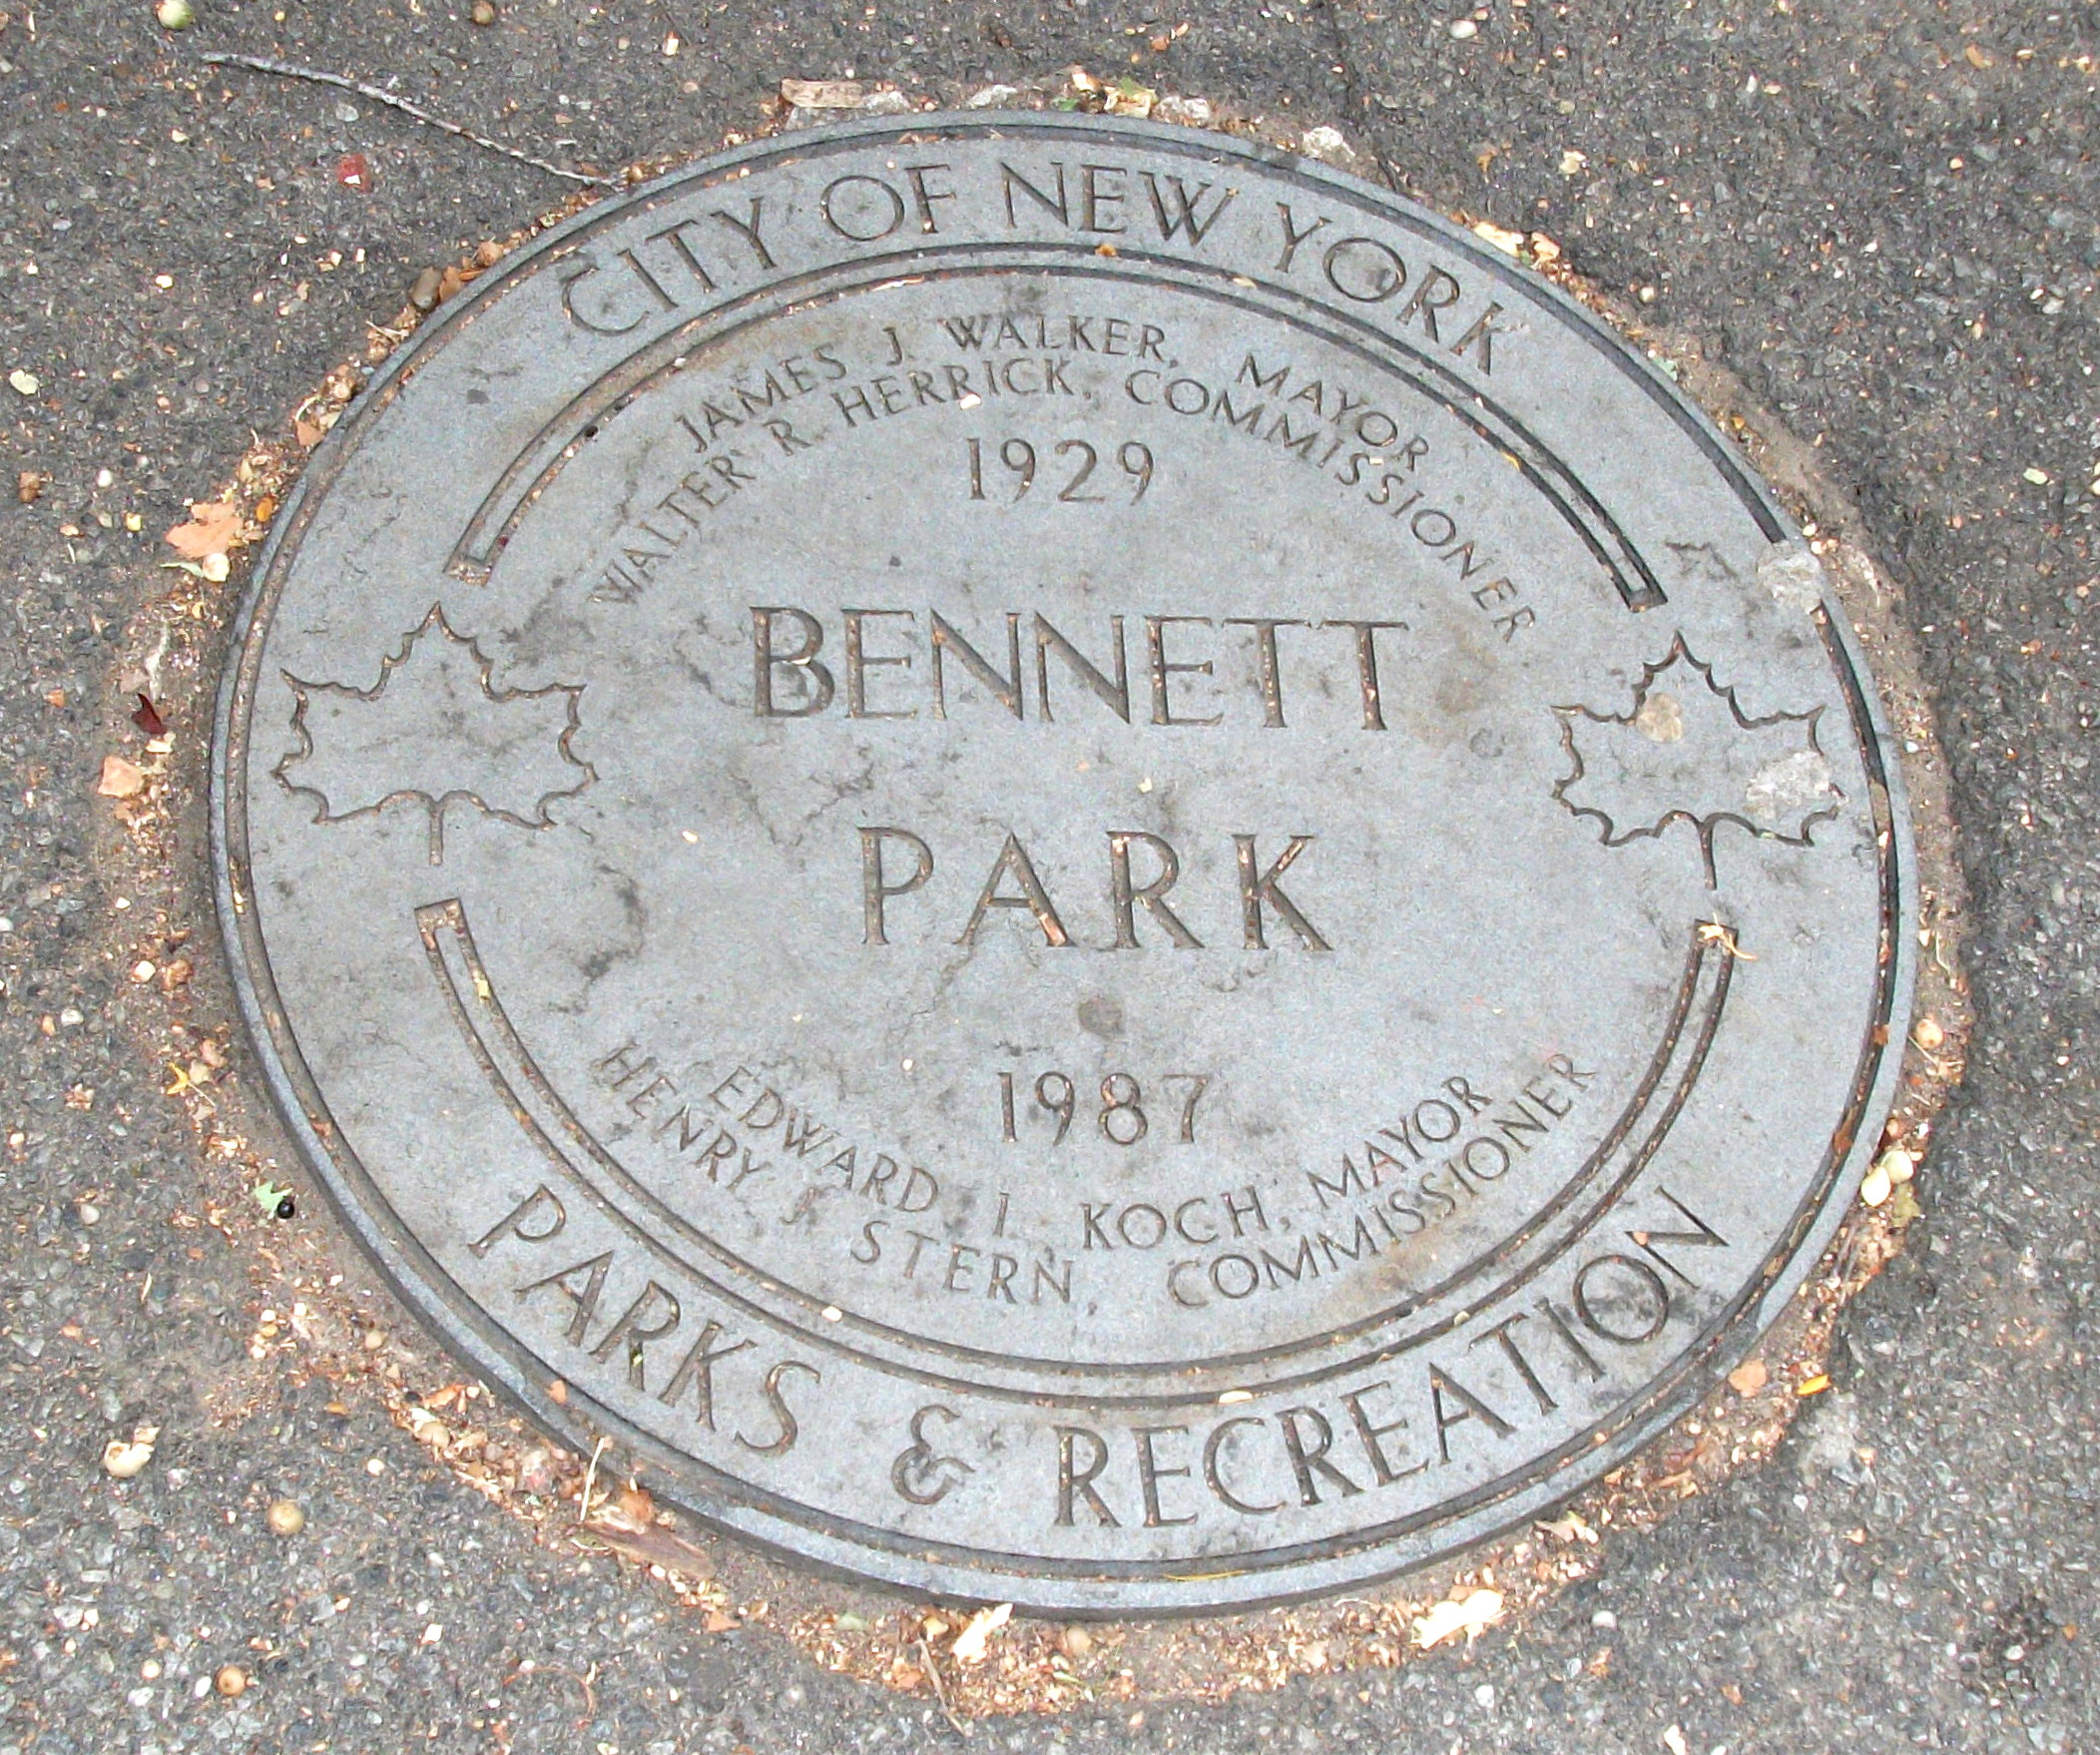 CITY OF NEW YORK
JAMES J. WALKER, MAYOR
WALTER R. HERRICK, COMMISSIONER
1929
BENNETT
PARK
1987
EDWARD I. KOCH, MAYOR
HENRY J STERN, COMMISSIONER
PARKS & RECREATION